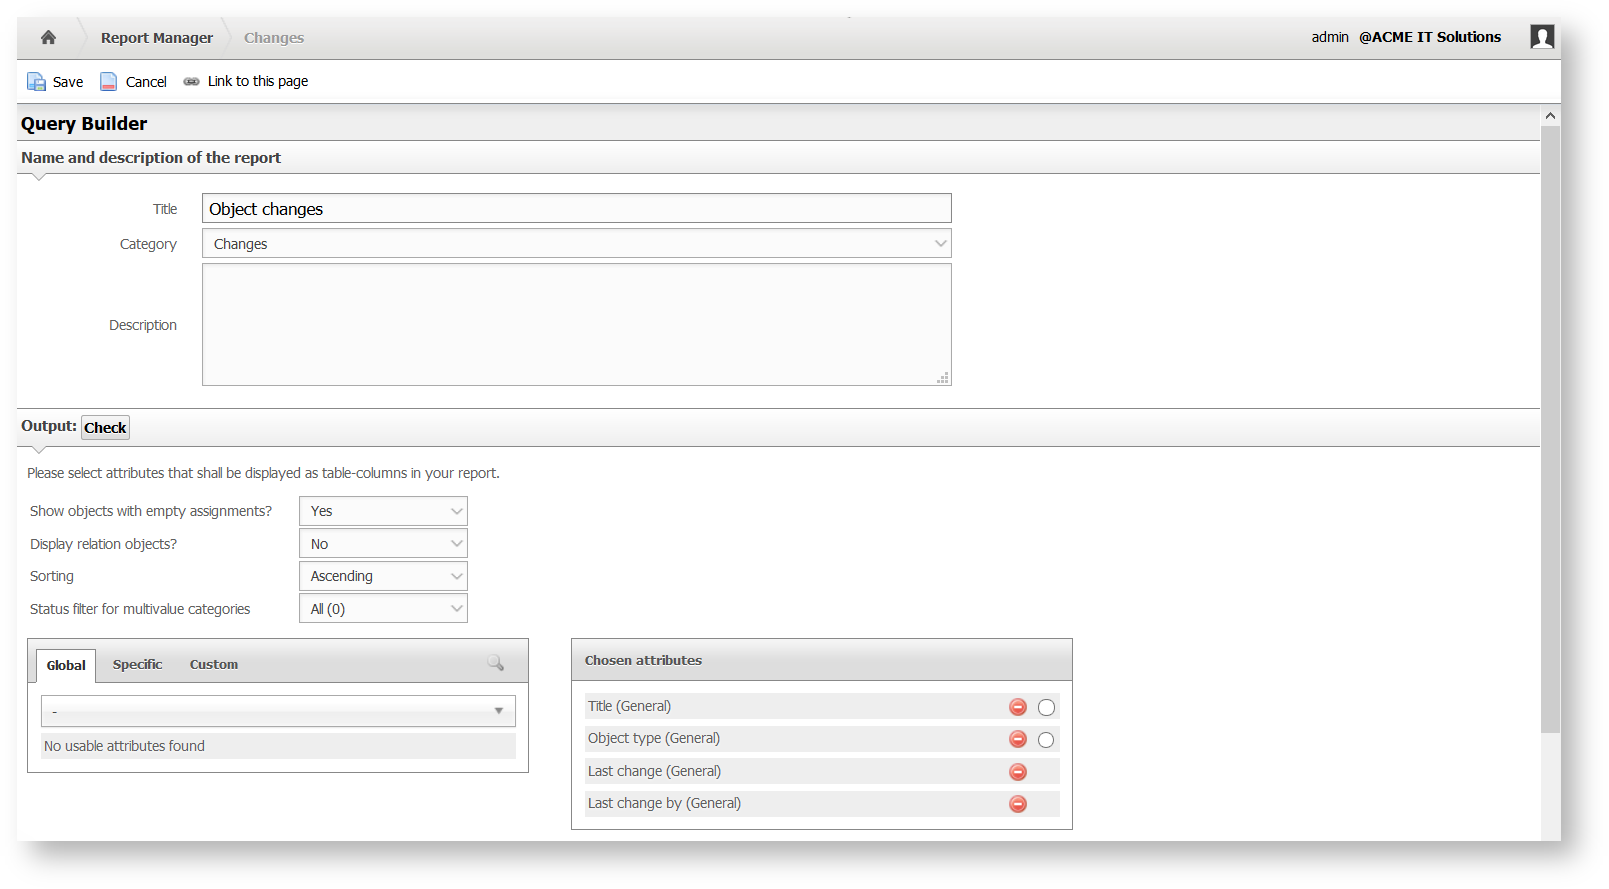 Report Manager Changes admin @ACME IT Solutions
Save Cancel Link to this page
Query Builder
Name and description of the report
Title Object changes
Category Changes
Description
Output: Check
Please select attributes that shall be displayed as table-columns in your report.
Show objects with empty assignments? Yes
Display relation objects? No
Sorting Ascending
Status filter for multivalue categories All (0)
Global Specific Custom
-
No usable attributes found
Chosen attributes
Title (General)
Object type (General)
Last change (General)
Last change by (General)